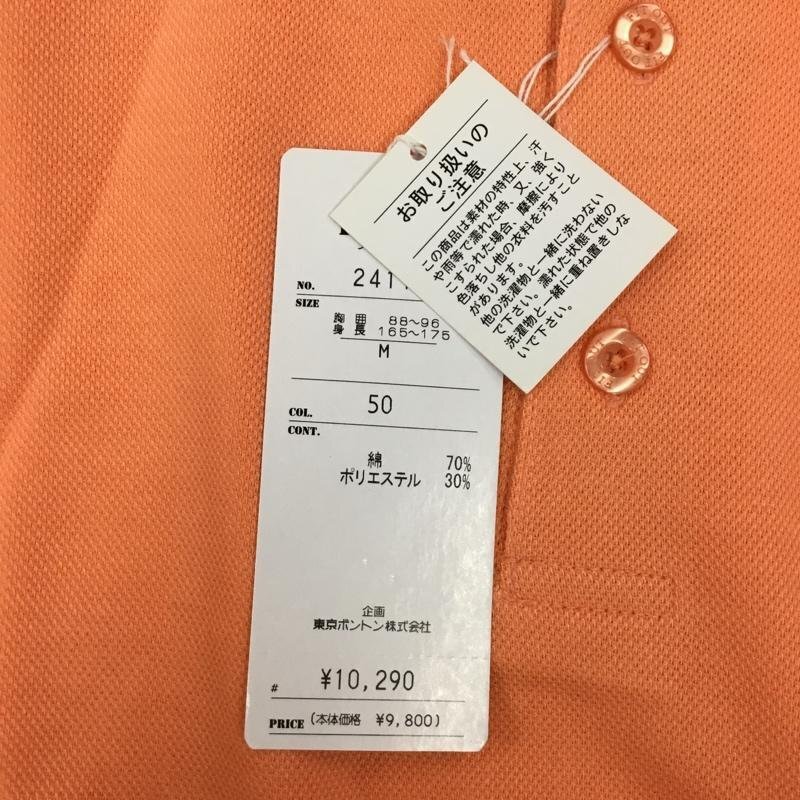 お取り扱いの
ご注意
この商品は素材の特性上、汗
や雨等で濡れた時、又、強く
こすられた場合、摩擦により
色落ちし他の衣料を汚すこと
があります。
他の洗濯物と一緒に洗わない
で下さい。濡れた状態で他の
洗濯物と一緒に重ね置きしな
いで下さい。
NO. 241
SIZE
胸囲 88～96
身長 165～175
M
COL. 50
CONT.
綿 70%
ポリエステル 30%
企画
東京ボントン株式会社
# ¥10,290
PRICE (本体価格 ¥9,800)